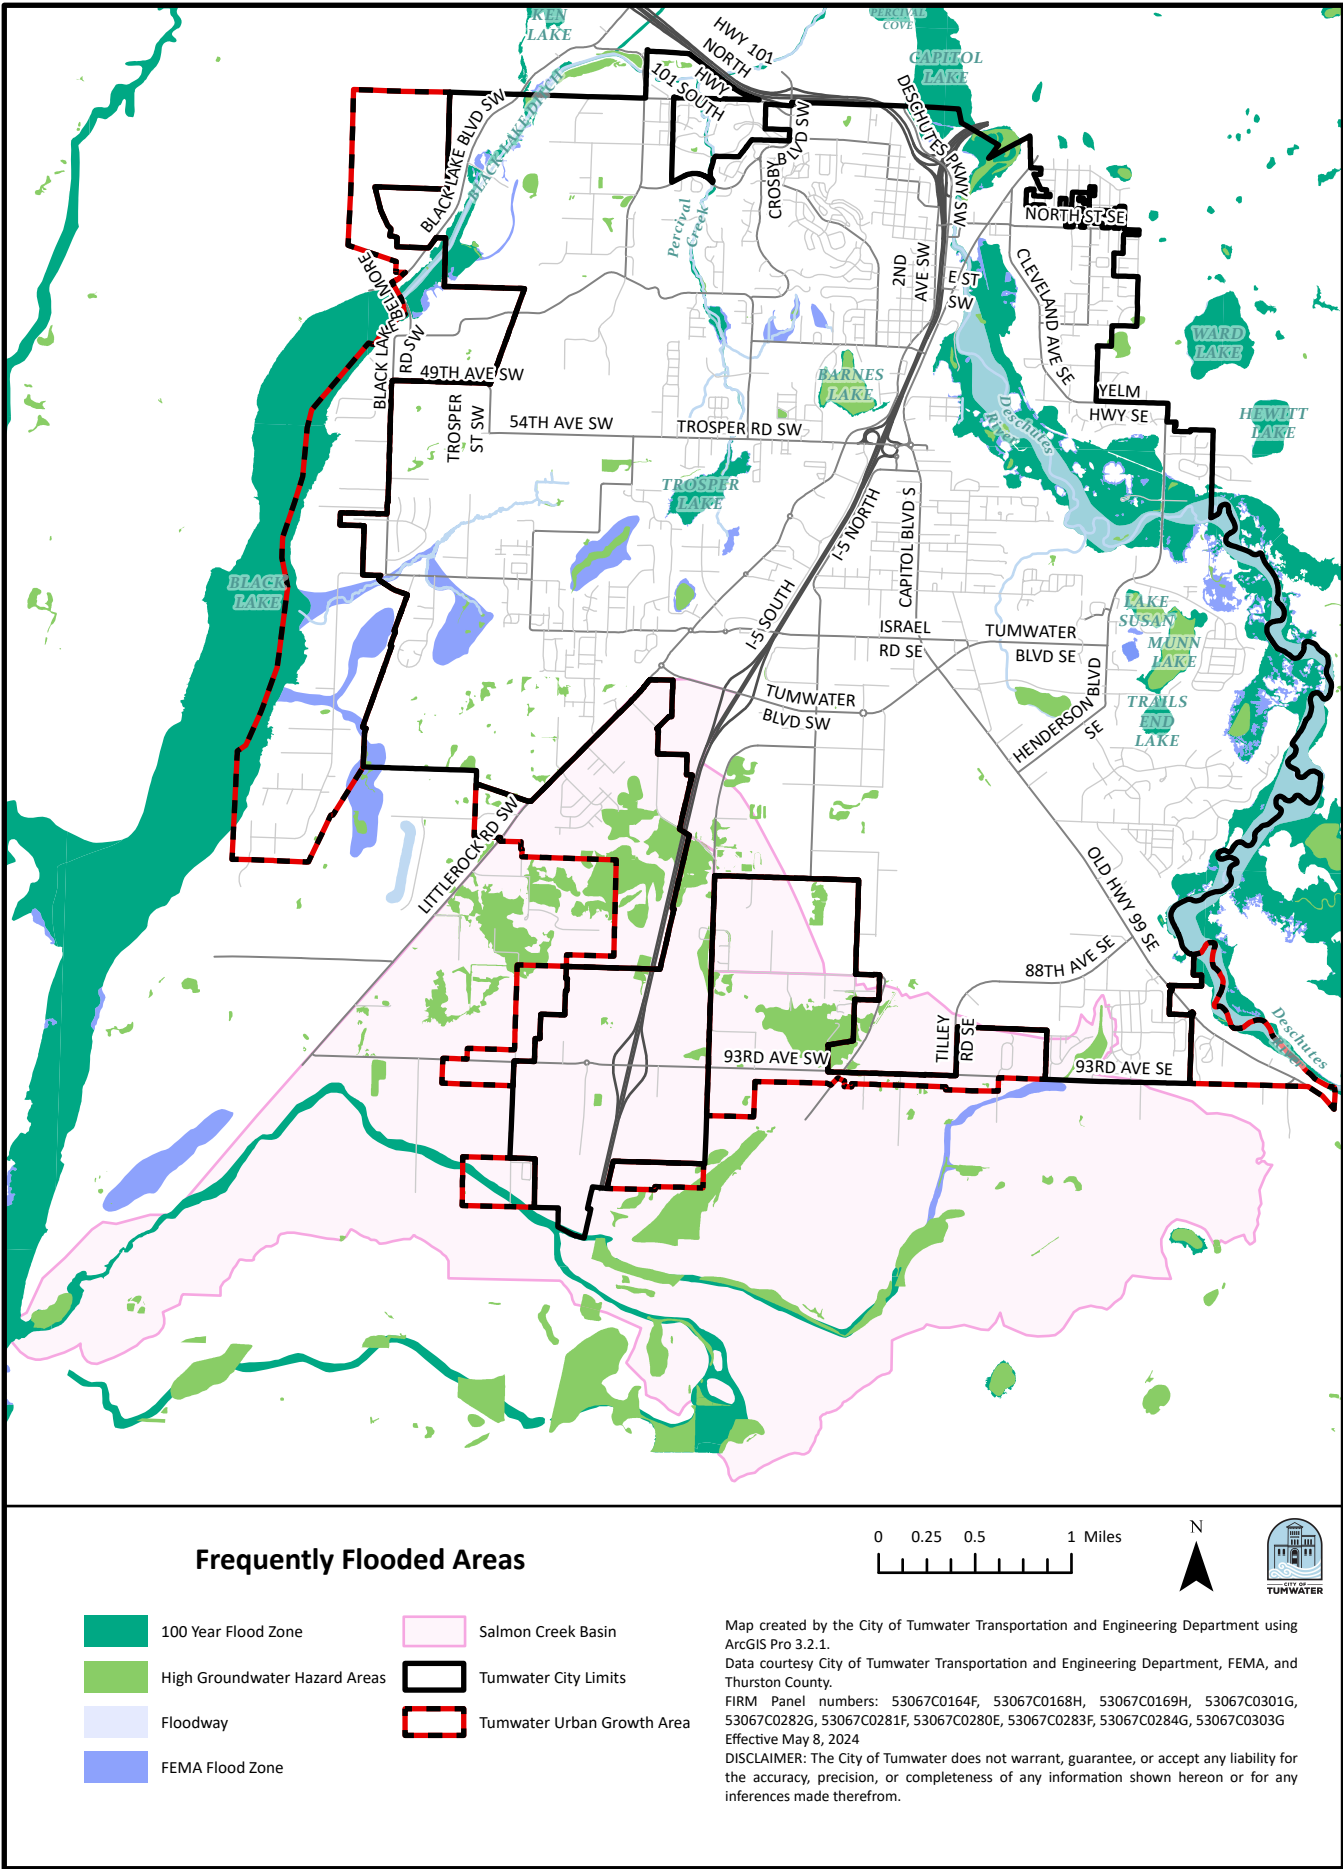 KEN
LAKE
PERCIVAL
COVE
HWY 101
NORTH
CAPITOL
LAKE
HWY
101 SOUTH
DESCHUTES PKWY SW
BLACK LAKE BLVD SW
BLACK LAKE DITCH
CROSBY
BLVD SW
Percival
Creek
NORTH ST SE
2ND
AVE SW
E ST
SW
CLEVELAND AVE SE
BLACK LAKE BELMORE
RD SW
WARD
LAKE
49TH AVE SW
BARNES
LAKE
YELM
HWY SE
HEWITT
LAKE
TROSPER
ST SW
54TH AVE SW
TROSPER RD SW
Deschutes
River
TROSPER
LAKE
I-5 NORTH
CAPITOL BLVD S
BLACK
LAKE
I-5 SOUTH
ISRAEL
RD SE
TUMWATER
BLVD SE
LAKE
SUSAN
MUNN
LAKE
TUMWATER
BLVD SW
HENDERSON BLVD
SE
TRAILS
END
LAKE
LITTLEROCK RD SW
OLD HWY 99 SE
88TH AVE SE
TILLEY
RD SE
93RD AVE SW
93RD AVE SE
Deschutes
River
Frequently Flooded Areas
0 0.25 0.5 1 Miles
N
CITY OF
TUMWATER
100 Year Flood Zone
High Groundwater Hazard Areas
Floodway
FEMA Flood Zone
Salmon Creek Basin
Tumwater City Limits
Tumwater Urban Growth Area
Map created by the City of Tumwater Transportation and Engineering Department using
ArcGIS Pro 3.2.1.
Data courtesy City of Tumwater Transportation and Engineering Department, FEMA, and
Thurston County.
FIRM Panel numbers: 53067C0164F, 53067C0168H, 53067C0169H, 53067C0301G,
53067C0282G, 53067C0281F, 53067C0280E, 53067C0283F, 53067C0284G, 53067C0303G
Effective May 8, 2024
DISCLAIMER: The City of Tumwater does not warrant, guarantee, or accept any liability for
the accuracy, precision, or completeness of any information shown hereon or for any
inferences made therefrom.